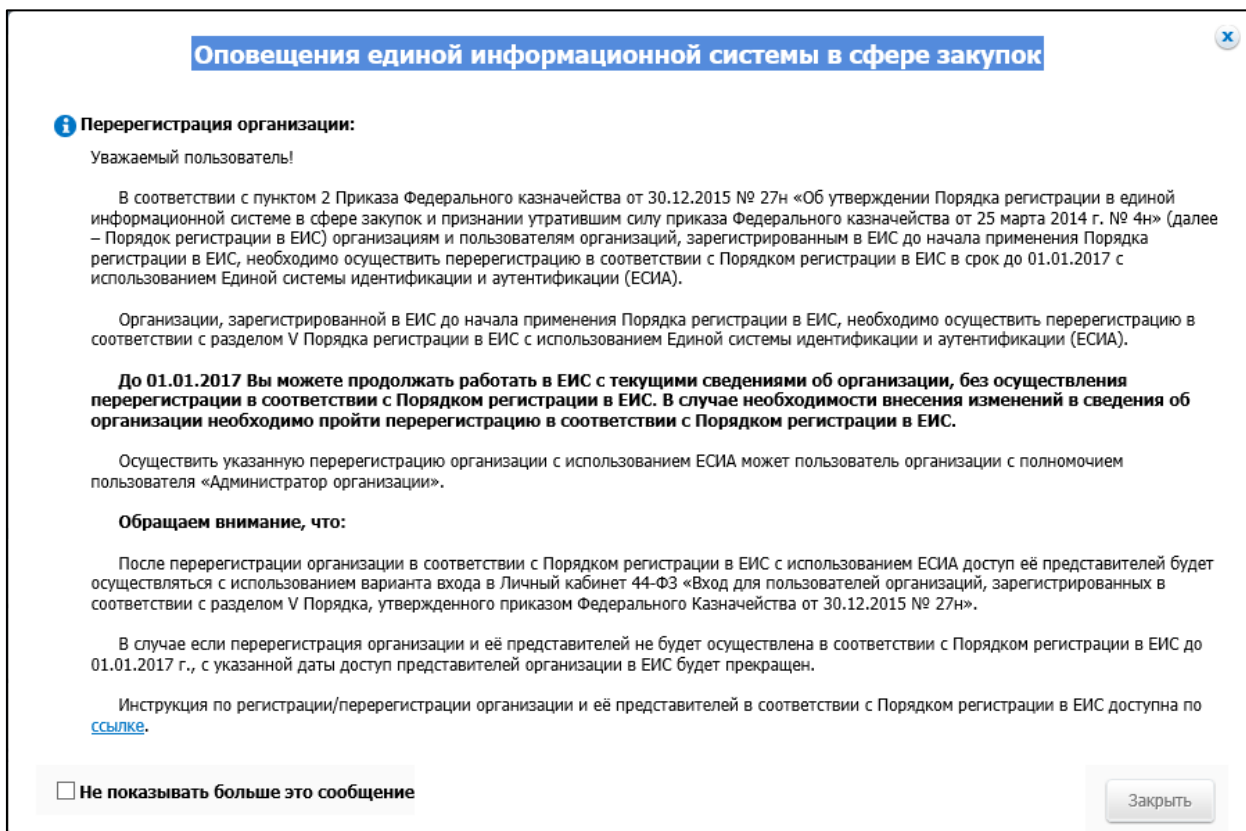 Оповещения единой информационной системы в сфере закупок
Перерегистрация организации:
Уважаемый пользователь!
В соответствии с пунктом 2 Приказа Федерального казначейства от 30.12.2015 № 27н «Об утверждении Порядка регистрации в единой
информационной системе в сфере закупок и признании утратившим силу приказа Федерального казначейства от 25 марта 2014 г. № 4н» (далее
– Порядок регистрации в ЕИС) организациям и пользователям организаций, зарегистрированным в ЕИС до начала применения Порядка
регистрации в ЕИС, необходимо осуществить перерегистрацию в соответствии с Порядком регистрации в ЕИС в срок до 01.01.2017 с
использованием Единой системы идентификации и аутентификации (ЕСИА).
Организации, зарегистрированной в ЕИС до начала применения Порядка регистрации в ЕИС, необходимо осуществить перерегистрацию в
соответствии с разделом V Порядка регистрации в ЕИС с использованием Единой системы идентификации и аутентификации (ЕСИА).
До 01.01.2017 Вы можете продолжать работать в ЕИС с текущими сведениями об организации, без осуществления
перерегистрации в соответствии с Порядком регистрации в ЕИС. В случае необходимости внесения изменений в сведения об
организации необходимо пройти перерегистрацию в соответствии с Порядком регистрации в ЕИС.
Осуществить указанную перерегистрацию организации с использованием ЕСИА может пользователь организации с полномочием
пользователя «Администратор организации».
Обращаем внимание, что:
После перерегистрации организации в соответствии с Порядком регистрации в ЕИС с использованием ЕСИА доступ её представителей будет
осуществляться с использованием варианта входа в Личный кабинет 44-ФЗ «Вход для пользователей организаций, зарегистрированных в
соответствии с разделом V Порядка, утвержденного приказом Федерального Казначейства от 30.12.2015 № 27н».
В случае если перерегистрация организации и её представителей не будет осуществлена в соответствии с Порядком регистрации в ЕИС до
01.01.2017 г., с указанной даты доступ представителей организации в ЕИС будет прекращен.
Инструкция по регистрации/перерегистрации организации и её представителей в соответствии с Порядком регистрации в ЕИС доступна по
ссылке.
Не показывать больше это сообщение
Закрыть